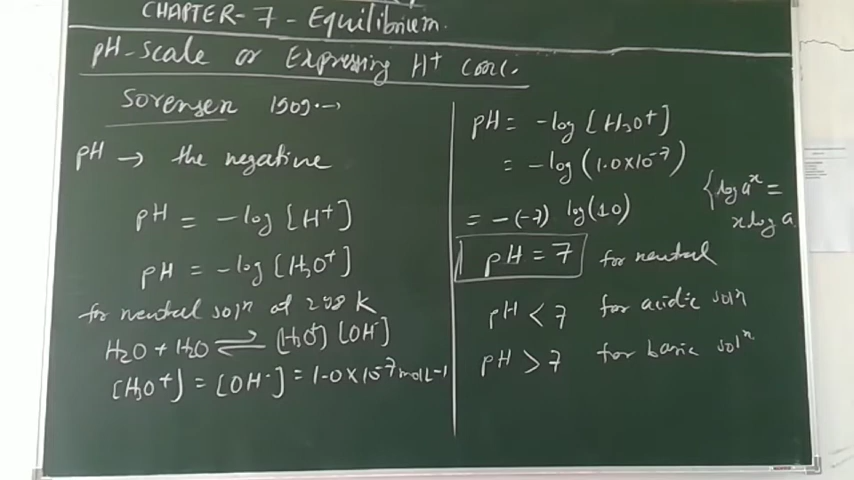 CHAPTER- 7 - Equilibrium.
pH-scale or Expressing H+ conc.
Sorensen 1909.→
pH → the negative
pH = -log [H+]
pH = -log [H3O+]
for neutral solⁿ at 298 K
H2O + H2O ⇌ [H3O+] [OH-]
[H3O+] = [OH-] = 1.0×10⁻⁷ mol L-1
pH = -log [H3O+]
= -log (1.0×10⁻⁷)
{log aˣ =
x log a
= -(-7) log(10)
pH = 7 for neutral
pH < 7 for acidic solⁿ
pH > 7 for basic solⁿ